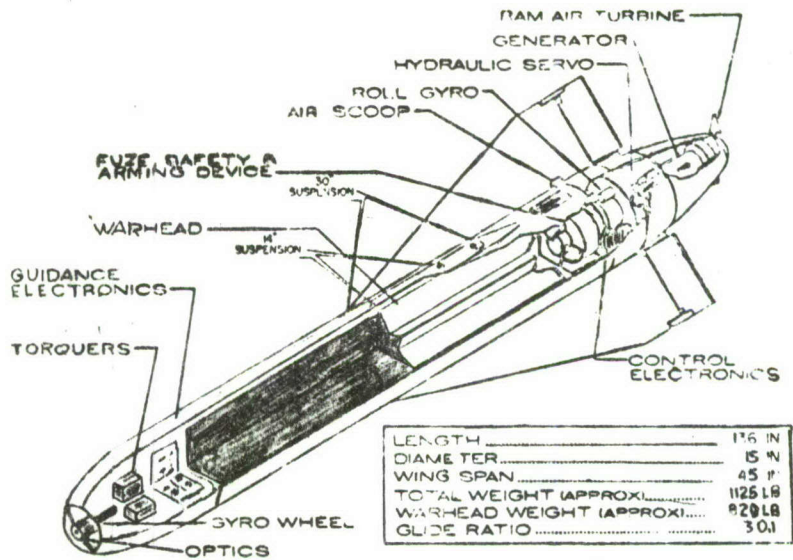 RAM AIR TURBINE
GENERATOR
HYDRAULIC SERVO
ROLL GYRO
AIR SCOOP
FUZE, SAFETY &
ARMING DEVICE
30"
SUSPENSION
WARHEAD
14"
SUSPENSION
GUIDANCE
ELECTRONICS
TORQUERS
CONTROL
ELECTRONICS
GYRO WHEEL
OPTICS
LENGTH 136 IN
DIAMETER 15 IN
WING SPAN 45 IN
TOTAL WEIGHT (APPROX) 1125 LB
WARHEAD WEIGHT (APPROX) LB
GLIDE RATIO